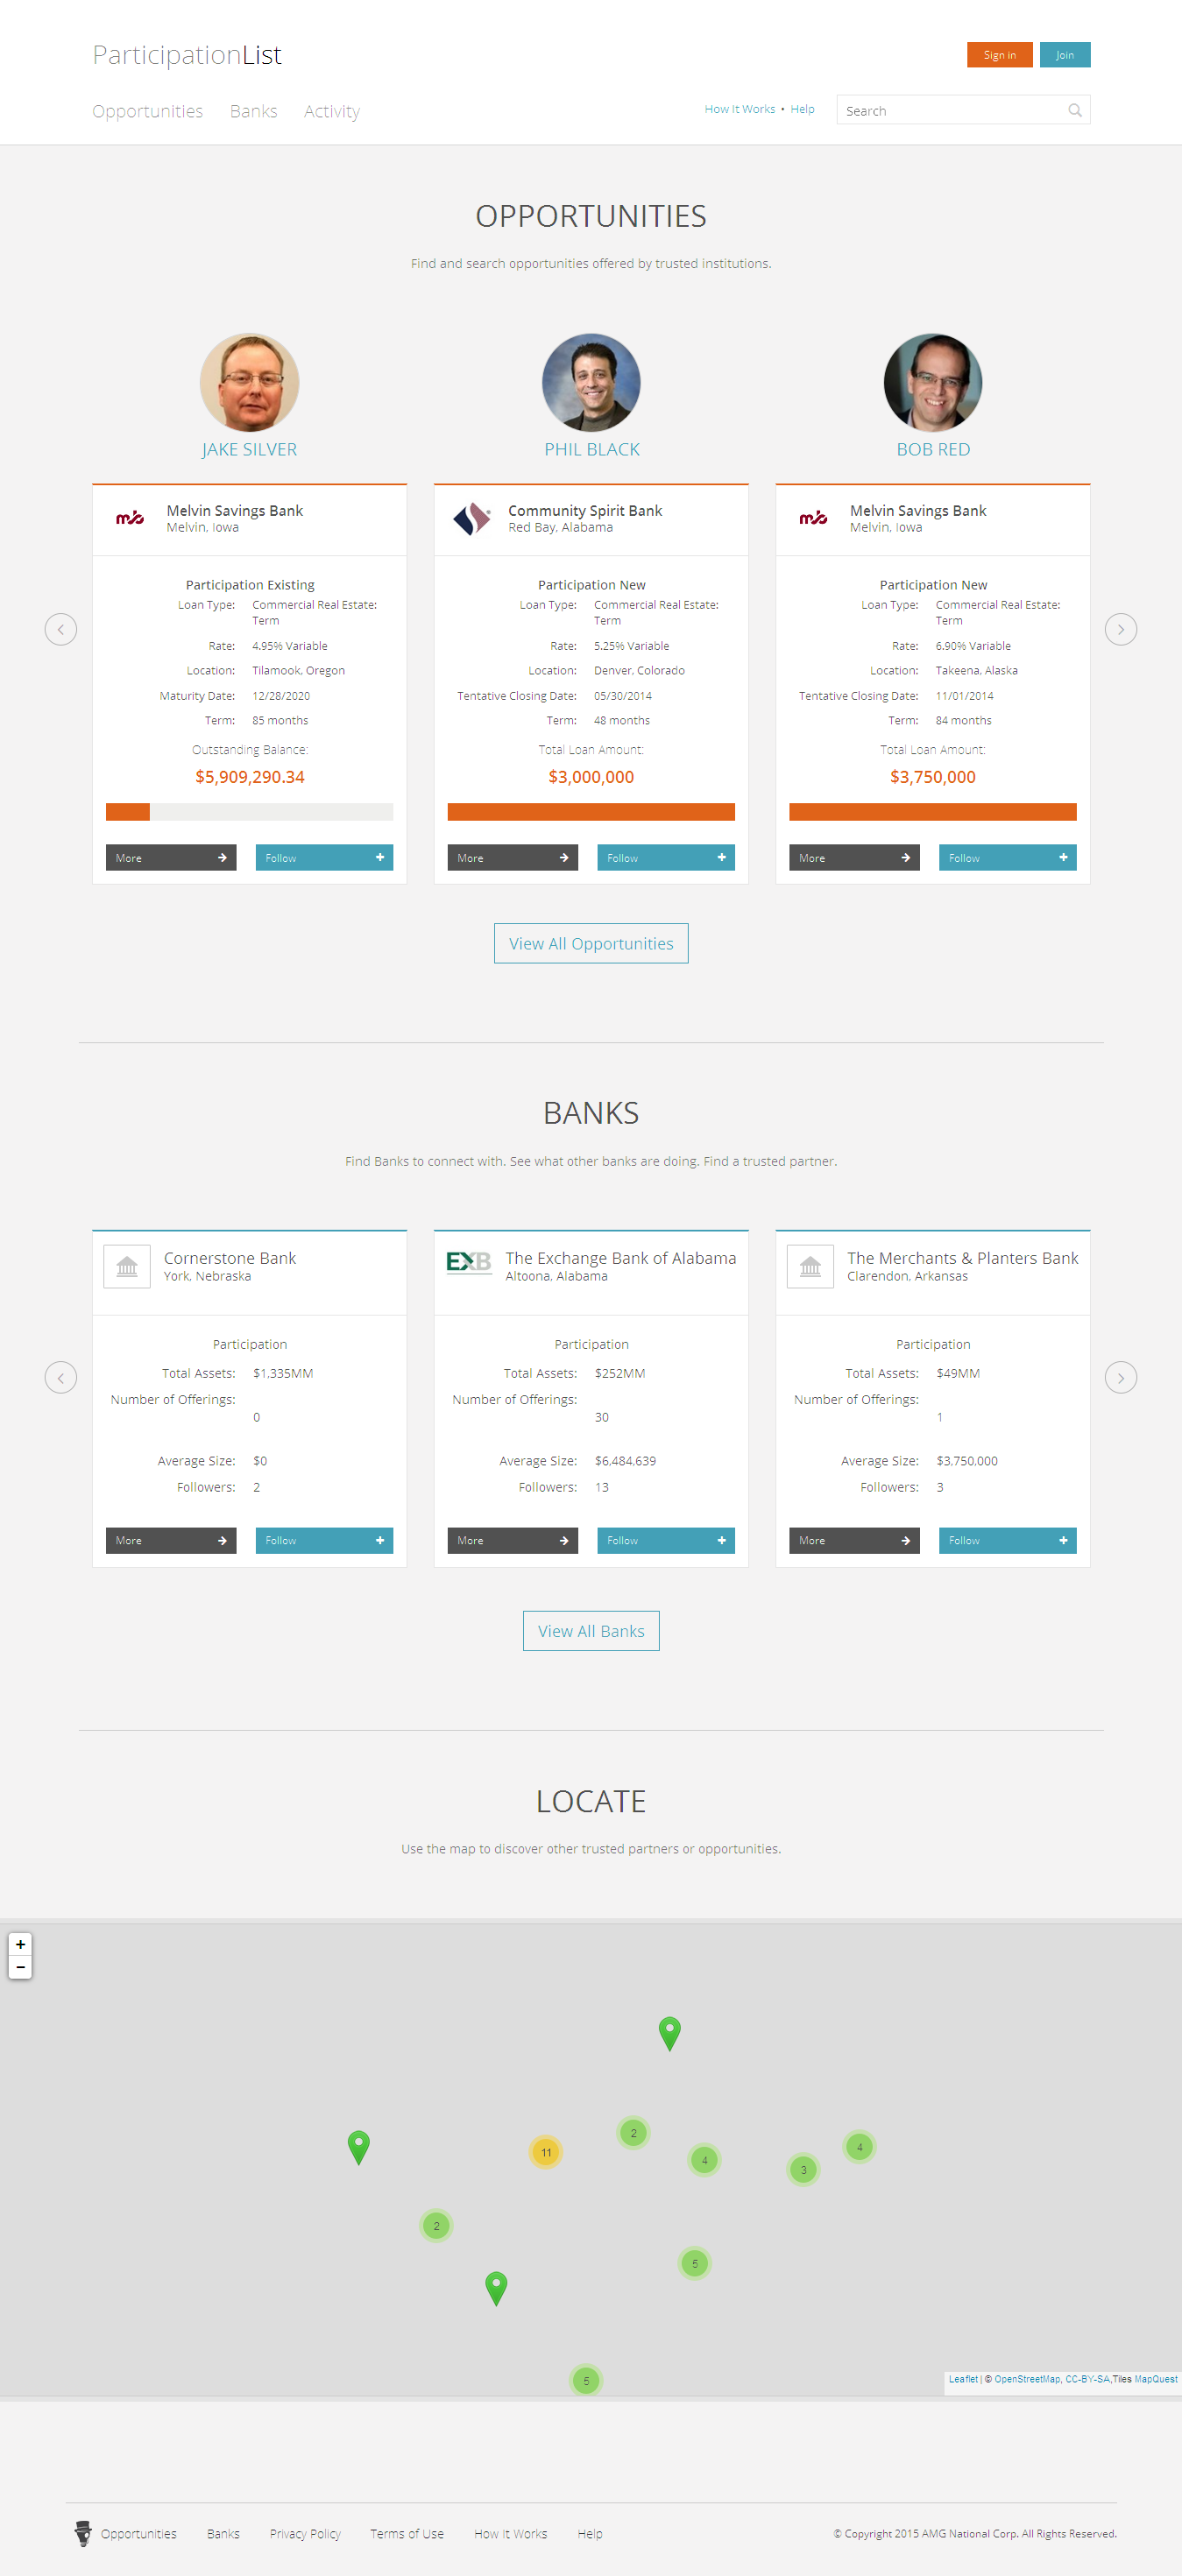 ParticipationList
Sign in
Join
Opportunities
Banks
Activity
How It Works • Help
Search
OPPORTUNITIES
Find and search opportunities offered by trusted institutions.
JAKE SILVER
mb
Melvin Savings Bank
Melvin, Iowa
Participation Existing
Loan Type: Commercial Real Estate:
Term
Rate: 4.95% Variable
Location: Tilamook, Oregon
Maturity Date: 12/28/2020
Term: 85 months
Outstanding Balance:
$5,909,290.34
More
Follow
PHIL BLACK
Community Spirit Bank
Red Bay, Alabama
Participation New
Loan Type: Commercial Real Estate:
Term
Rate: 5.25% Variable
Location: Denver, Colorado
Tentative Closing Date: 05/30/2014
Term: 48 months
Total Loan Amount:
$3,000,000
More
Follow
BOB RED
mb
Melvin Savings Bank
Melvin, Iowa
Participation New
Loan Type: Commercial Real Estate:
Term
Rate: 6.90% Variable
Location: Takeena, Alaska
Tentative Closing Date: 11/01/2014
Term: 84 months
Total Loan Amount:
$3,750,000
More
Follow
View All Opportunities
BANKS
Find Banks to connect with. See what other banks are doing. Find a trusted partner.
Cornerstone Bank
York, Nebraska
Participation
Total Assets: $1,335MM
Number of Offerings:
0
Average Size: $0
Followers: 2
More
Follow
EXB
The Exchange Bank of Alabama
Altoona, Alabama
Participation
Total Assets: $252MM
Number of Offerings:
30
Average Size: $6,484,639
Followers: 13
More
Follow
The Merchants & Planters Bank
Clarendon, Arkansas
Participation
Total Assets: $49MM
Number of Offerings:
1
Average Size: $3,750,000
Followers: 3
More
Follow
View All Banks
LOCATE
Use the map to discover other trusted partners or opportunities.
+
−
2
11
4
4
3
2
5
5
Leaflet | © OpenStreetMap, CC-BY-SA,Tiles MapQuest
Opportunities
Banks
Privacy Policy
Terms of Use
How It Works
Help
© Copyright 2015 AMG National Corp. All Rights Reserved.